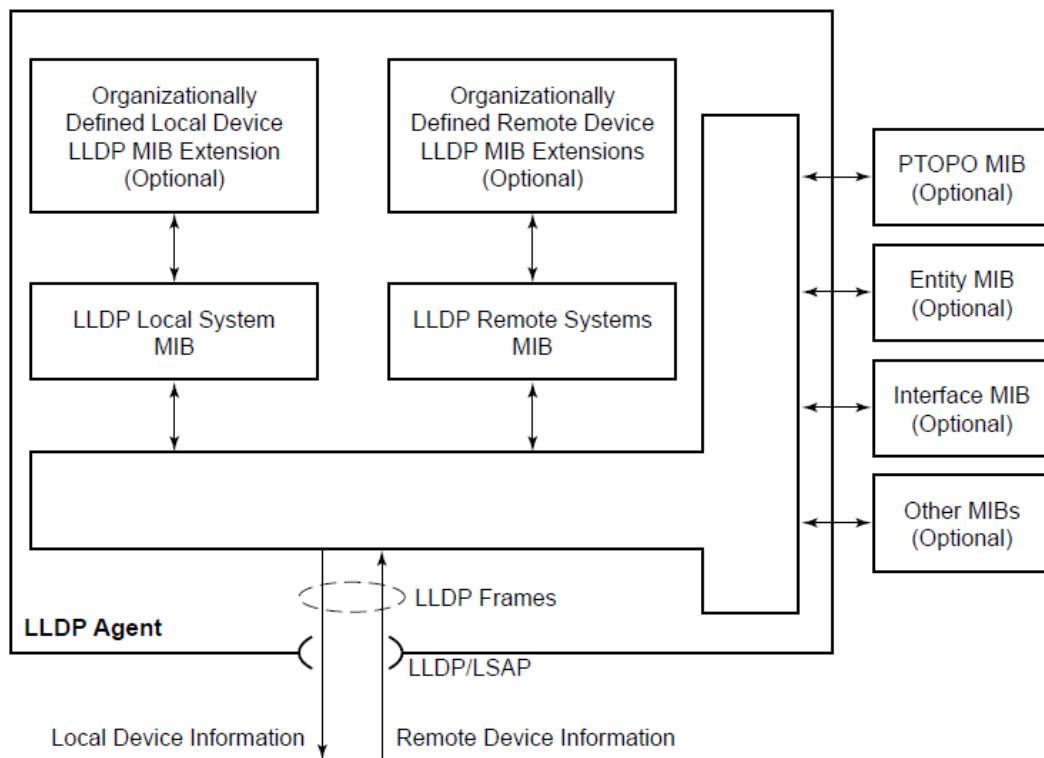 Organizationally
Defined Local Device
LLDP MIB Extension
(Optional)
Organizationally
Defined Remote Device
LLDP MIB Extensions
(Optional)
PTOPO MIB
(Optional)
Entity MIB
(Optional)
LLDP Local System
MIB
LLDP Remote Systems
MIB
Interface MIB
(Optional)
Other MIBs
(Optional)
LLDP Frames
LLDP Agent
LLDP/LSAP
Local Device Information
Remote Device Information